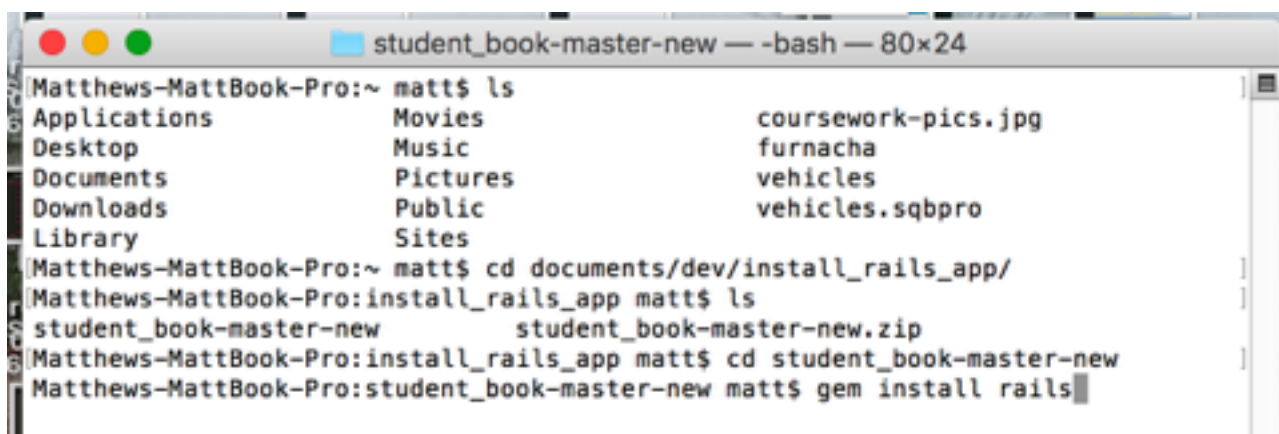 student_book-master-new — -bash — 80×24
Matthews-MattBook-Pro:~ matt$ ls
Applications Movies coursework-pics.jpg
Desktop Music furnacha
Documents Pictures vehicles
Downloads Public vehicles.sqbpro
Library Sites
Matthews-MattBook-Pro:~ matt$ cd documents/dev/install_rails_app/
Matthews-MattBook-Pro:install_rails_app matt$ ls
student_book-master-new student_book-master-new.zip
Matthews-MattBook-Pro:install_rails_app matt$ cd student_book-master-new
Matthews-MattBook-Pro:student_book-master-new matt$ gem install rails